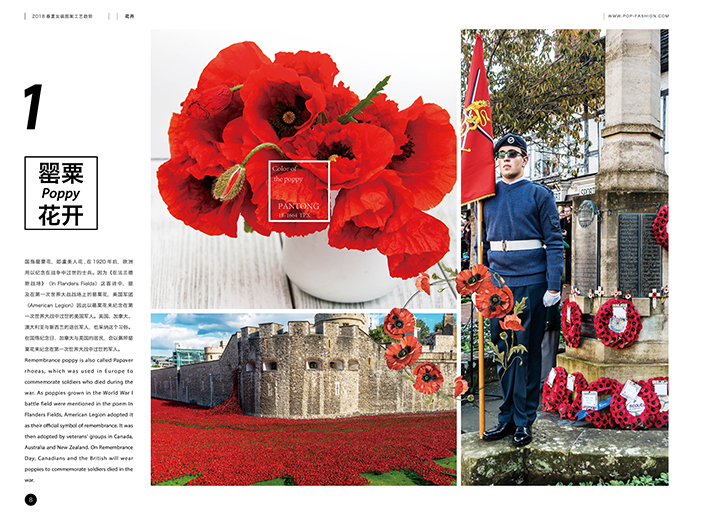 2018春夏女装图案工艺趋势
花卉
WWW.POP-FASHION.COM
1
罂粟
Poppy
花开
Color of
the poppy
PANTONG
18-1664 TPX
国殇罂粟花，即虞美人花，在1920年前，欧洲
用以纪念在战争中过世的士兵。因为《在法兰德
斯战场》（In Flanders Fields）这首诗中，提
及在第一次世界大战战场上的罂粟花，美国军团
（American Legion）因此以罂粟花来纪念在第
一次世界大战中过世的美国军人。英国、加拿大、
澳大利亚与新西兰的退伍军人，也采纳这个习俗。
在国殇纪念日，加拿大与英国的居民，会以佩带罂
粟花来纪念在第一次世界大战中过世的军人。
Remembrance poppy is also called Papaver
rhoeas, which was used in Europe to
commemorate soldiers who died during the
war. As poppies grown in the World War I
battle field were mentioned in the poem In
Flanders Fields, American Legion adopted it
as their official symbol of remembrance. It was
then adopted by veterans' groups in Canada,
Australia and New Zealand. On Remembrance
Day, Canadians and the British will wear
poppies to commemorate soldiers died in the
war.
8